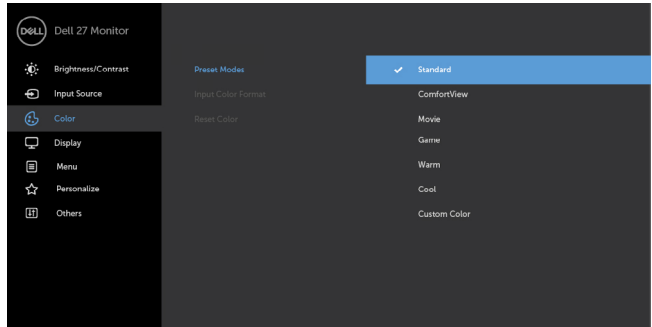 DELL Dell 27 Monitor
Brightness/Contrast
Input Source
Color
Display
Menu
Personalize
Others
Preset Modes
Input Color Format
Reset Color
Standard
ComfortView
Movie
Game
Warm
Cool
Custom Color